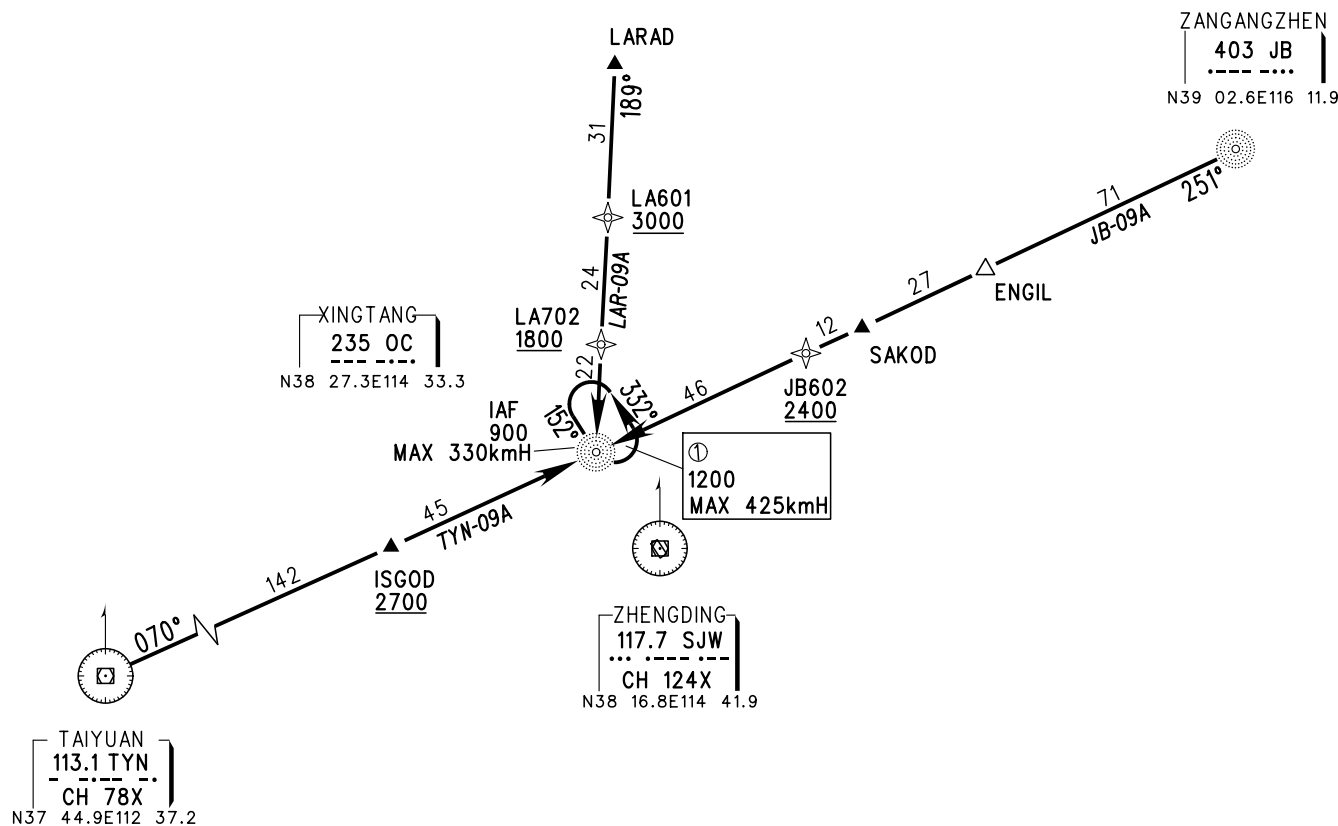 ZANGANGZHEN
403 JB
N39 02.6E116 11.9
LARAD
189°
31
LA601
3000
24
LAR-09A
LA702
1800
22
71
JB-09A
251°
ENGIL
27
SAKOD
12
JB602
2400
46
XINGTANG
235 OC
N38 27.3E114 33.3
IAF
900
MAX 330kmH
152°
332°
①
1200
MAX 425kmH
45
TYN-09A
ISGOD
2700
142
070°
ZHENGDING
117.7 SJW
CH 124X
N38 16.8E114 41.9
TAIYUAN
113.1 TYN
CH 78X
N37 44.9E112 37.2